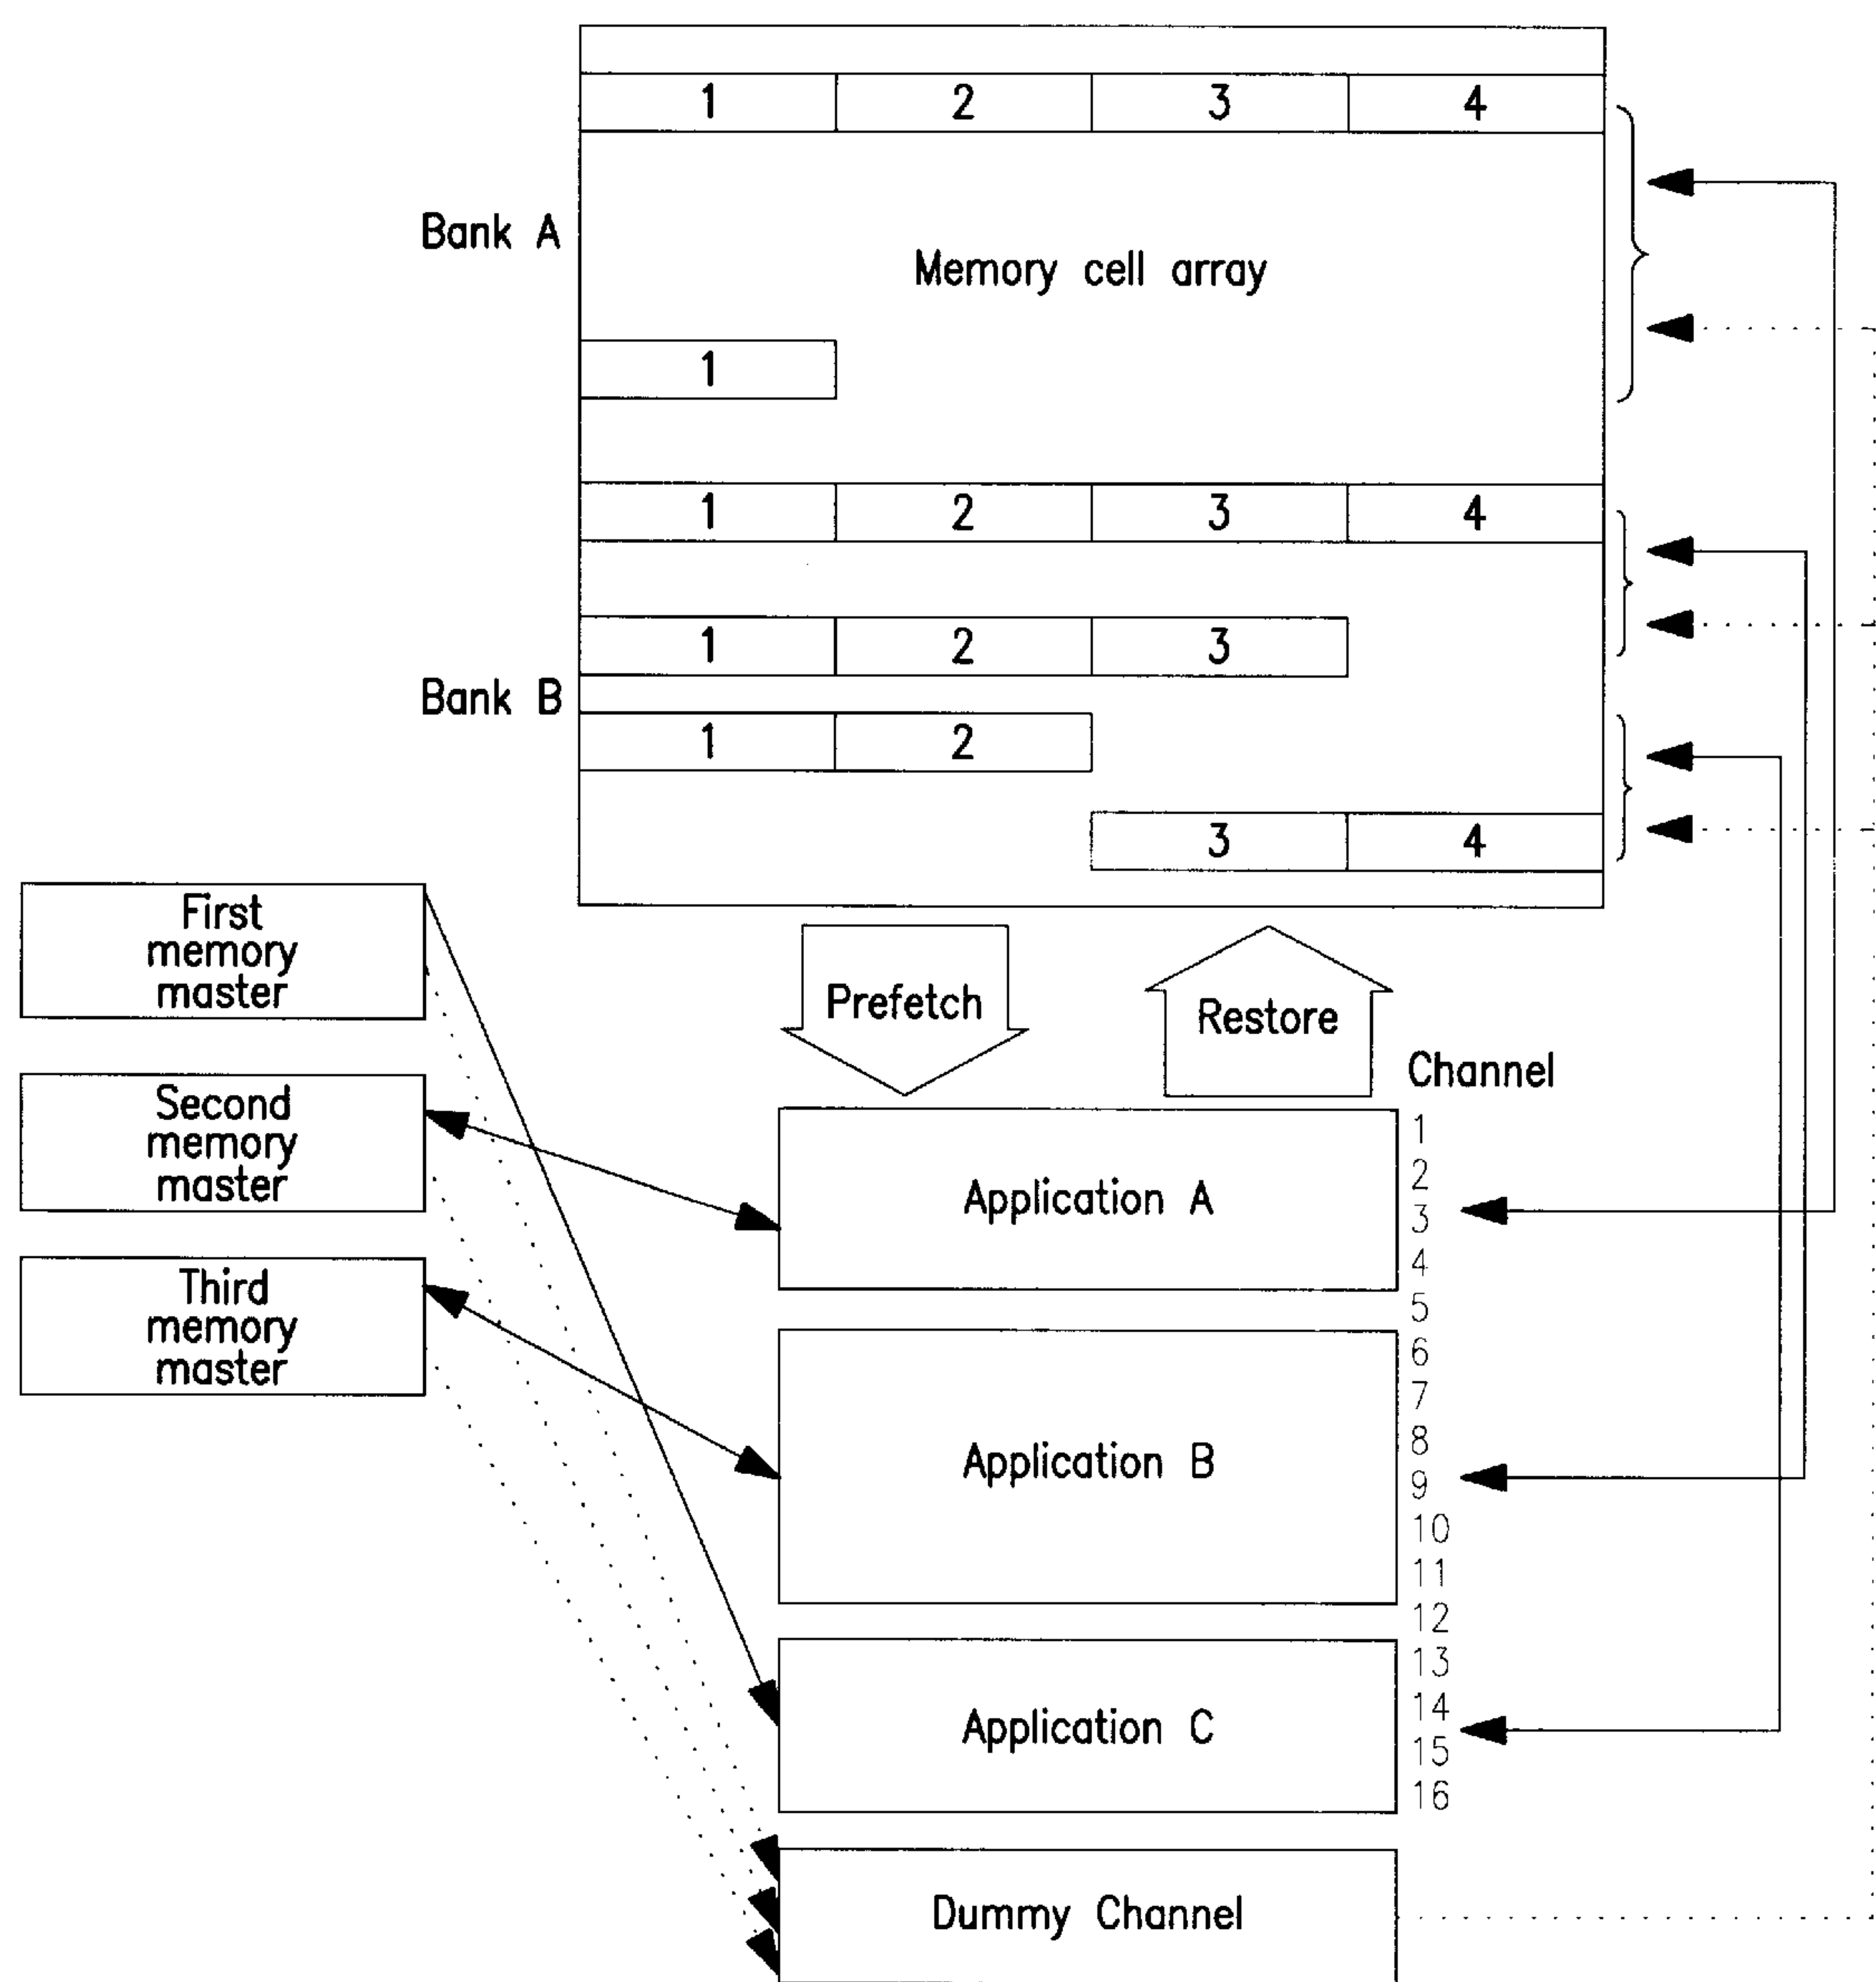 1 2 3 4
Bank A
Memory cell array
1
1 2 3 4
1 2 3
Bank B
1 2
3 4
First
memory
master
Second
memory
master
Third
memory
master
Prefetch
Restore
Channel
Application A
1
2
3
4
5
6
7
8
Application B
9
10
11
12
13
14
Application C
15
16
Dummy Channel